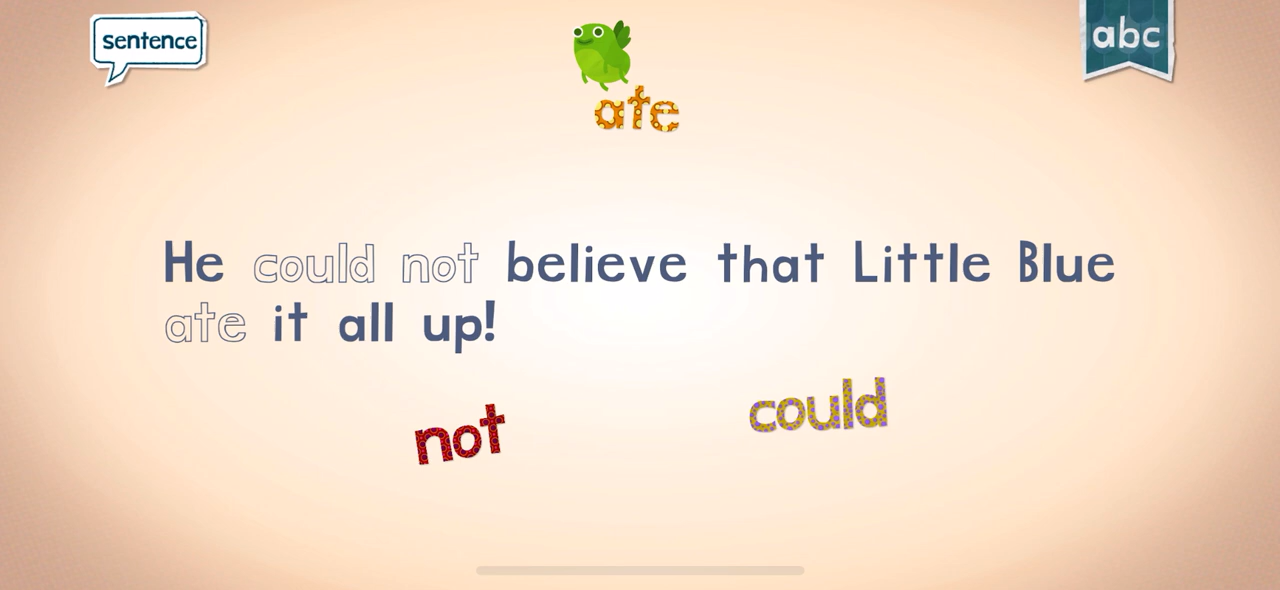 sentence
abc
ate
He could not believe that Little Blue
ate it all up!
not
could